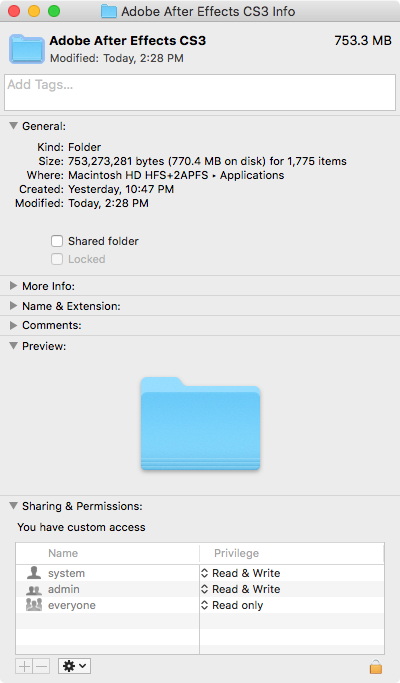 Adobe After Effects CS3 Info
Adobe After Effects CS3 753.3 MB
Modified: Today, 2:28 PM
Add Tags...
General:
Kind: Folder
Size: 753,273,281 bytes (770.4 MB on disk) for 1,775 items
Where: Macintosh HD HFS+2APFS ▸ Applications
Created: Yesterday, 10:47 PM
Modified: Today, 2:28 PM
Shared folder
Locked
More Info:
Name & Extension:
Comments:
Preview:
Sharing & Permissions:
You have custom access
Name Privilege
system Read & Write
admin Read & Write
everyone Read only